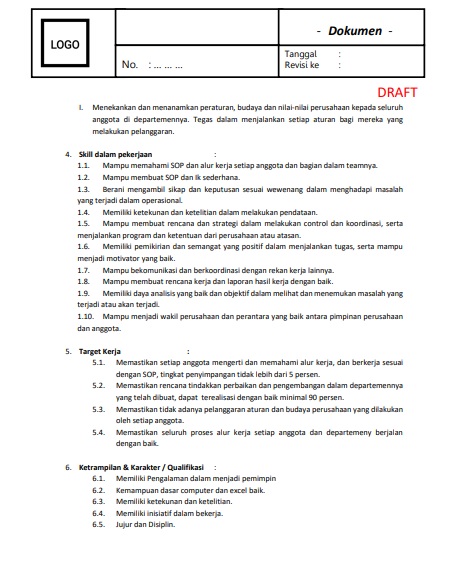 LOGO
- Dokumen -
No. : ... ... ...
Tanggal :
Revisi ke :
DRAFT
l. Menekankan dan menanamkan peraturan, budaya dan nilai-nilai perusahaan kepada seluruh
anggota di departemennya. Tegas dalam menjalankan setiap aturan bagi mereka yang
melakukan pelanggaran.
4. Skill dalam pekerjaan :
1.1. Mampu memahami SOP dan alur kerja setiap anggota dan bagian dalam teamnya.
1.2. Mampu membuat SOP dan Ik sederhana.
1.3. Berani mengambil sikap dan keputusan sesuai wewenang dalam menghadapi masalah
yang terjadi dalam operasional.
1.4. Memiliki ketekunan dan ketelitian dalam melakukan pendataan.
1.5. Mampu membuat rencana dan strategi dalam melakukan control dan koordinasi, serta
menjalankan program dan ketentuan dari perusahaan atau atasan.
1.6. Memiliki pemikirian dan semangat yang positif dalam menjalankan tugas, serta mampu
menjadi motivator yang baik.
1.7. Mampu bekomunikasi dan berkoordinasi dengan rekan kerja lainnya.
1.8. Mampu membuat rencana kerja dan laporan hasil kerja dengan baik.
1.9. Memiliki daya analisis yang baik dan objektif dalam melihat dan menemukan masalah yang
terjadi atau akan terjadi.
1.10. Mampu menjadi wakil perusahaan dan perantara yang baik antara pimpinan perusahaan
dan anggota.
5. Target Kerja :
5.1. Memastikan setiap anggota mengerti dan memahami alur kerja, dan berkerja sesuai
dengan SOP, tingkat penyimpangan tidak lebih dari 5 persen.
5.2. Memastikan rencana tindakkan perbaikan dan pengembangan dalam departemennya
yang telah dibuat, dapat terealisasi dengan baik minimal 90 persen.
5.3. Memastikan tidak adanya pelanggaran aturan dan budaya perusahaan yang dilakukan
oleh setiap anggota.
5.4. Memastikan seluruh proses alur kerja setiap anggota dan departemeny berjalan
dengan baik.
6. Ketrampilan & Karakter / Qualifikasi :
6.1. Memiliki Pengalaman dalam menjadi pemimpin
6.2. Kemampuan dasar computer dan excel baik.
6.3. Memiliki ketekunan dan ketelitian.
6.4. Memiliki inisiatif dalam bekerja.
6.5. Jujur dan Disiplin.